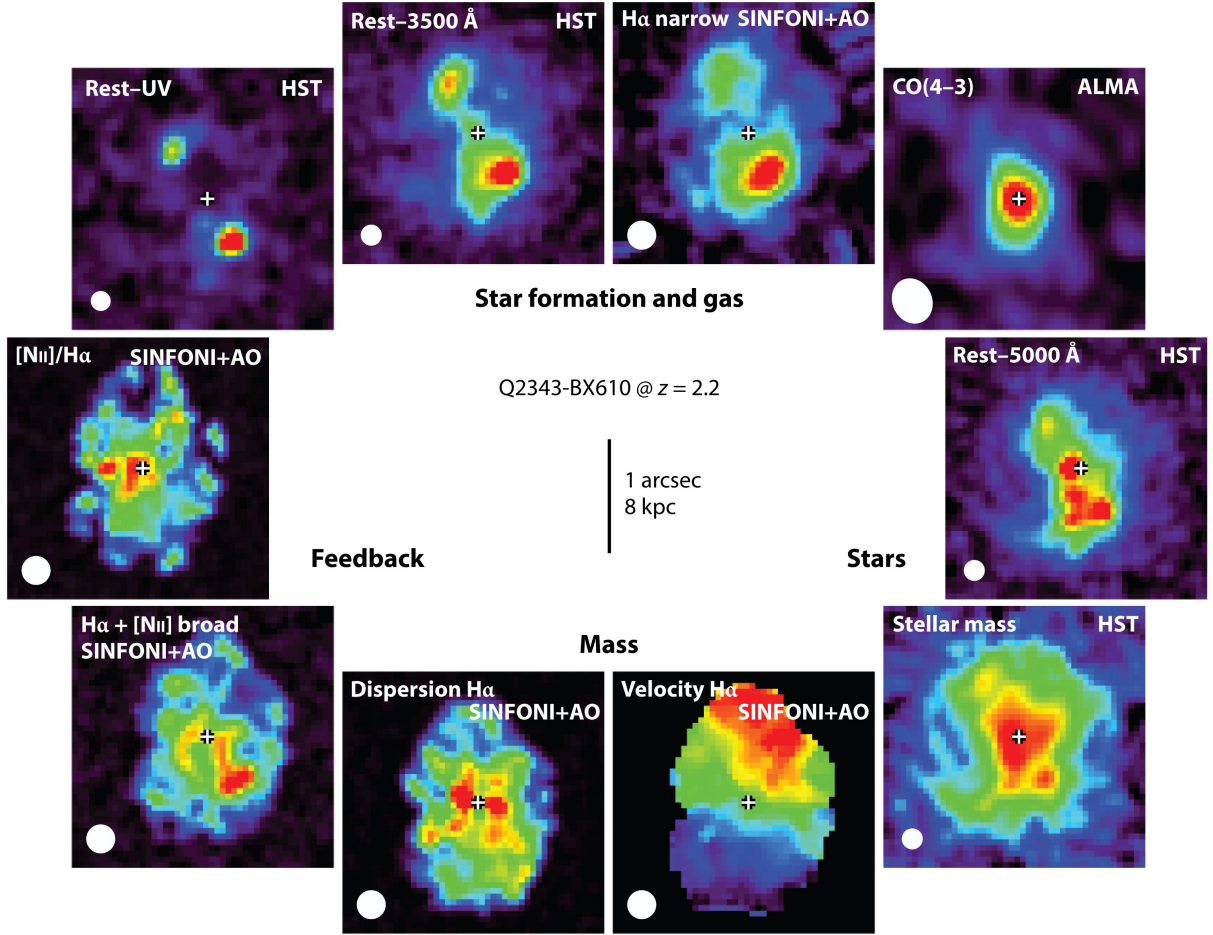 Rest–3500 Å HST
Hα narrow SINFONI+AO
Rest–UV HST
CO(4–3) ALMA
Star formation and gas
[NII]/Hα SINFONI+AO
Rest–5000 Å HST
Q2343-BX610 @ z = 2.2
1 arcsec
8 kpc
Feedback
Stars
Hα + [NII] broad
SINFONI+AO
Stellar mass HST
Mass
Dispersion Hα
SINFONI+AO
Velocity Hα
SINFONI+AO